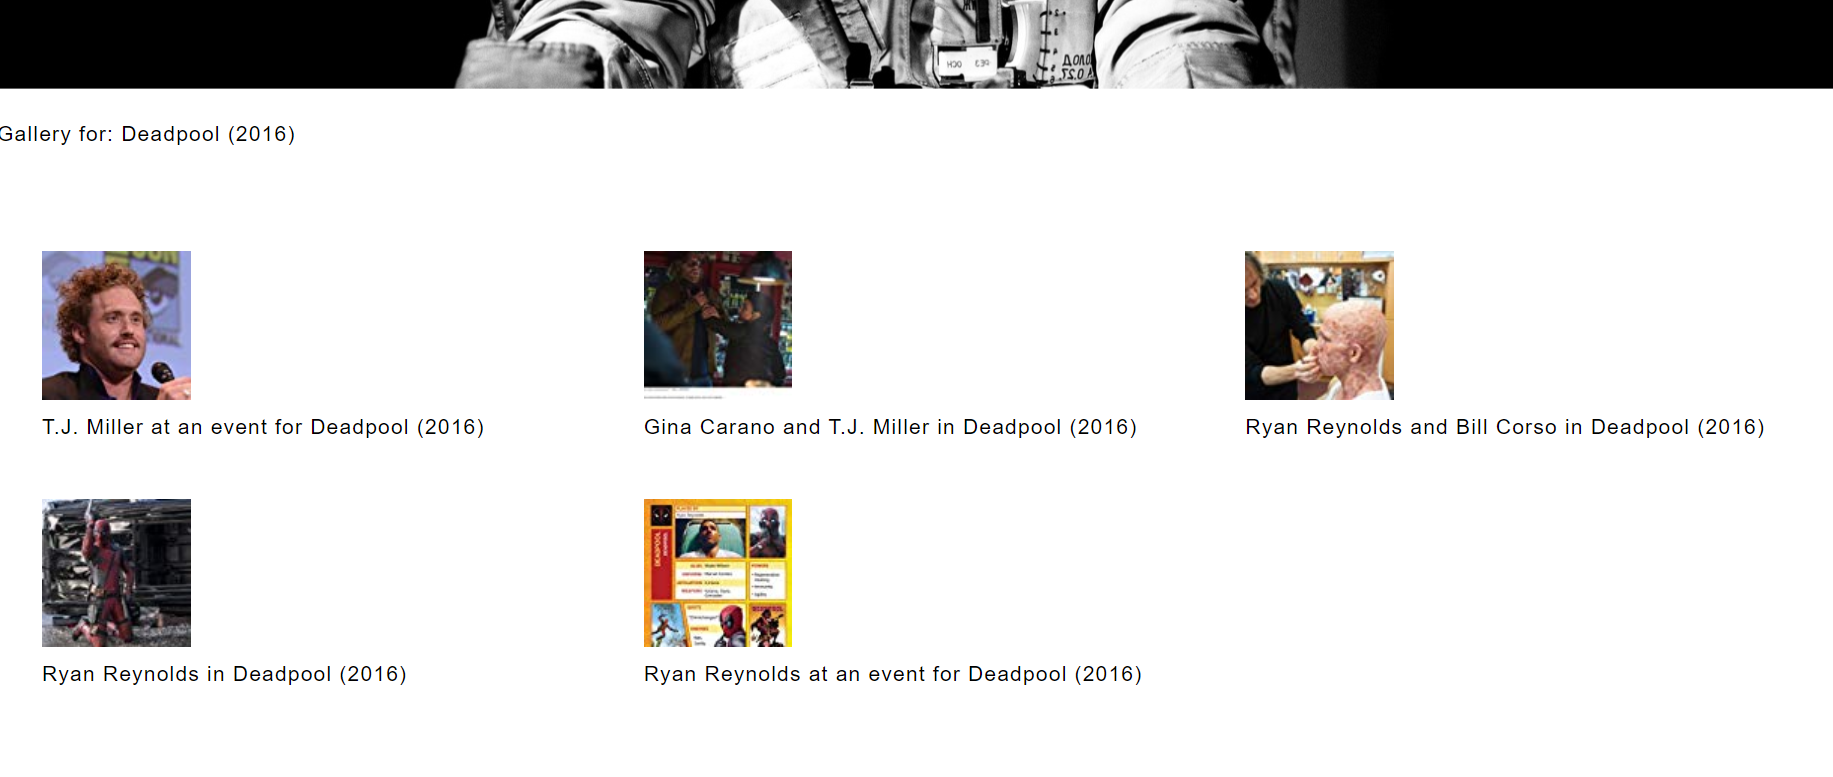 Gallery for: Deadpool (2016)
T.J. Miller at an event for Deadpool (2016)
Gina Carano and T.J. Miller in Deadpool (2016)
Ryan Reynolds and Bill Corso in Deadpool (2016)
DEADPOOL
Ryan Reynolds in Deadpool (2016)
Ryan Reynolds at an event for Deadpool (2016)